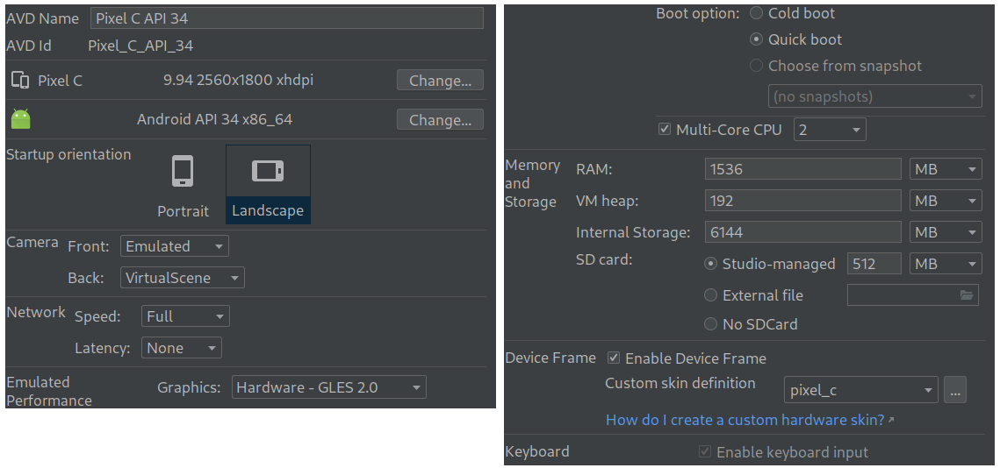 AVD Name Pixel C API 34
AVD Id Pixel_C_API_34
Pixel C 9.94 2560x1800 xhdpi Change...
Android API 34 x86_64 Change...
Startup orientation
Portrait Landscape
Camera Front: Emulated
Back: VirtualScene
Network Speed: Full
Latency: None
Emulated Performance Graphics: Hardware - GLES 2.0
Boot option: Cold boot
Quick boot
Choose from snapshot
(no snapshots)
Multi-Core CPU 2
Memory and Storage RAM: 1536 MB
VM heap: 192 MB
Internal Storage: 6144 MB
SD card: Studio-managed 512 MB
External file
No SDCard
Device Frame Enable Device Frame
Custom skin definition pixel_c ...
How do I create a custom hardware skin?
Keyboard Enable keyboard input